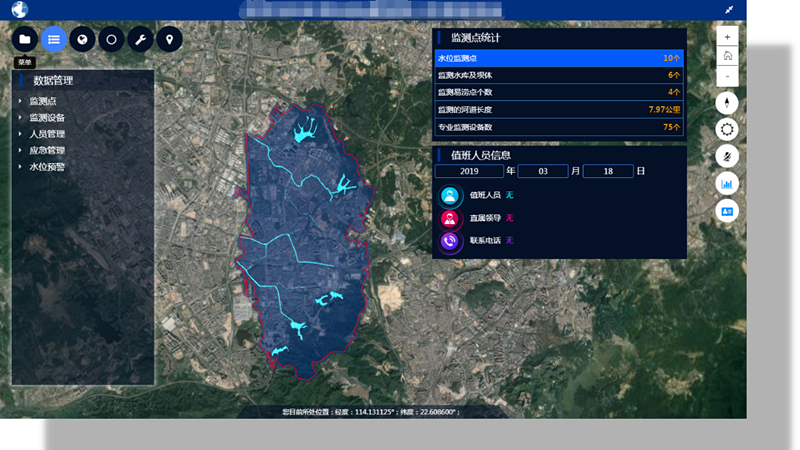 菜单
数据管理
监测点
监测设备
人员管理
应急管理
水位预警
监测点统计
水位监测点 10个
监测水库及坝体 6个
监测易涝点个数 4个
监测的河道长度 7.97公里
专业监测设备数 75个
值班人员信息
2019 年 03 月 18 日
值班人员 无
直属领导 无
联系电话 无
您目前所处位置：经度：114.131125°；纬度：22.608600°；